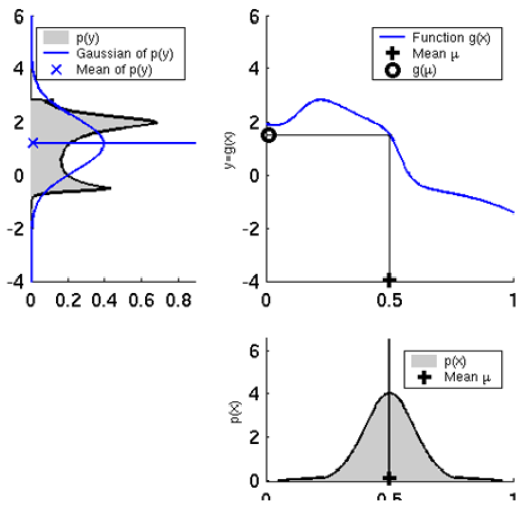 6
4
2
0
-2
-4
0 0.2 0.4 0.6 0.8
p(y)
Gaussian of p(y)
Mean of p(y)
6
4
2
0
-2
-4
0 0.5 1
y=g(x)
Function g(x)
Mean μ
g(μ)
6
4
2
0
0 0.5 1
p(x)
p(x)
Mean μ